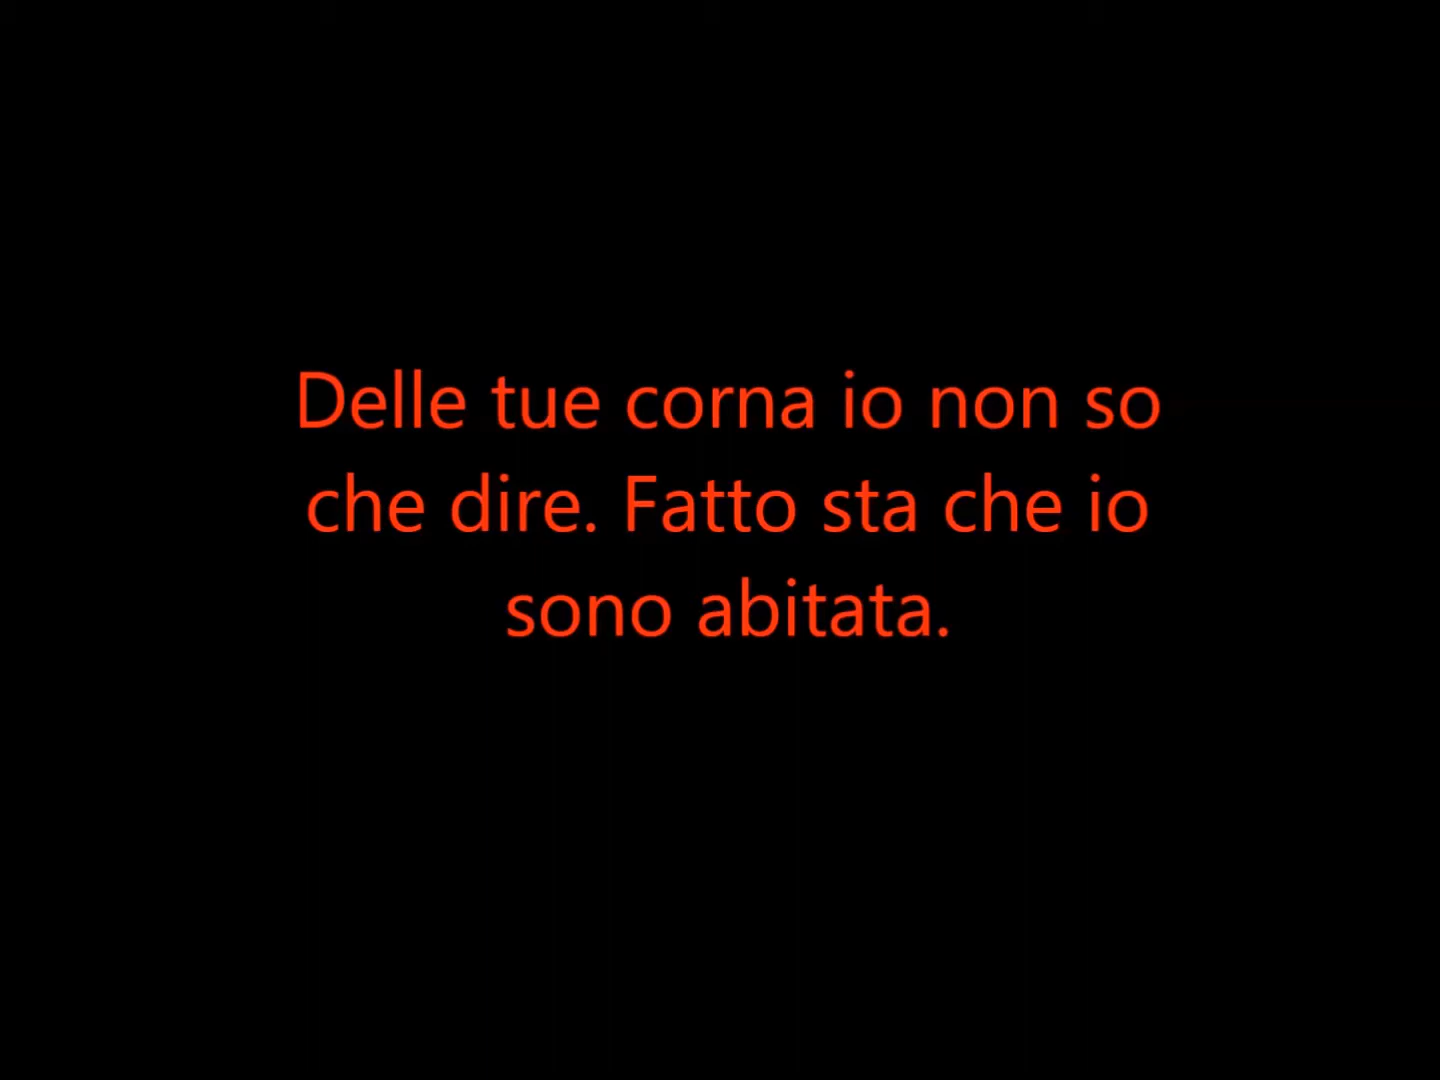 Delle tue corna io non so
che dire. Fatto sta che io
sono abitata.